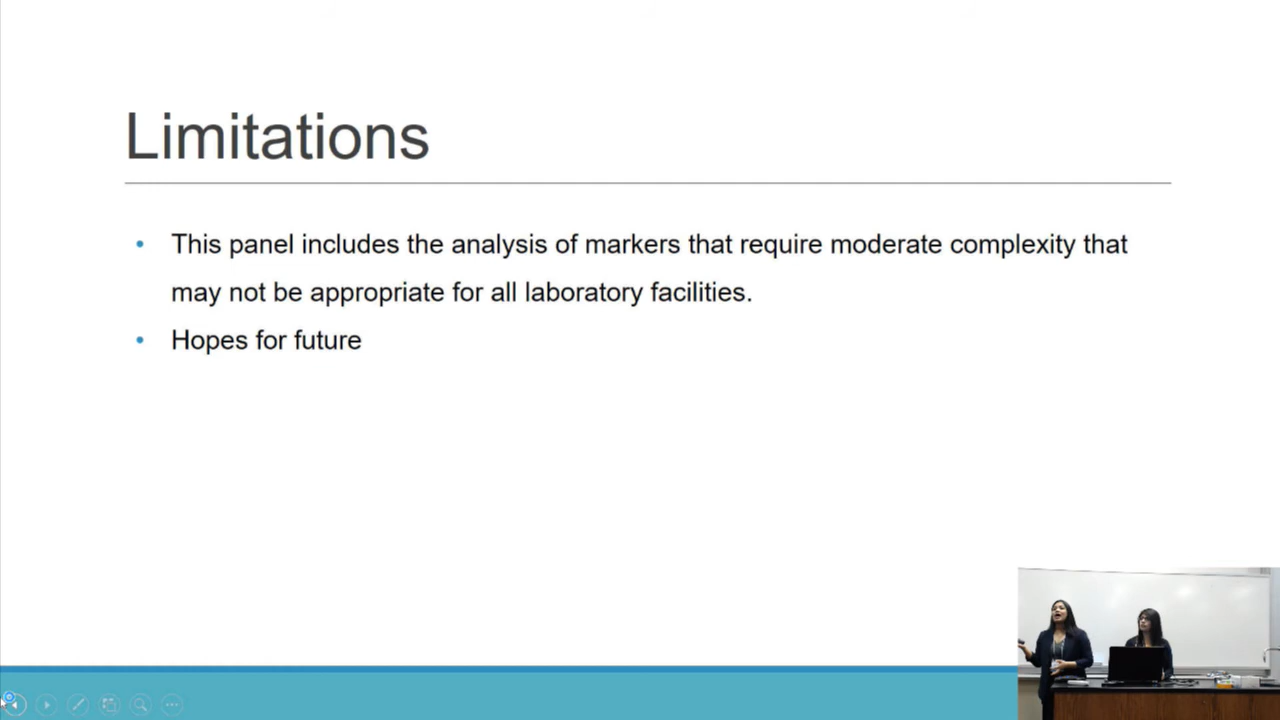 Limitations
• This panel includes the analysis of markers that require moderate complexity that
may not be appropriate for all laboratory facilities.
• Hopes for future